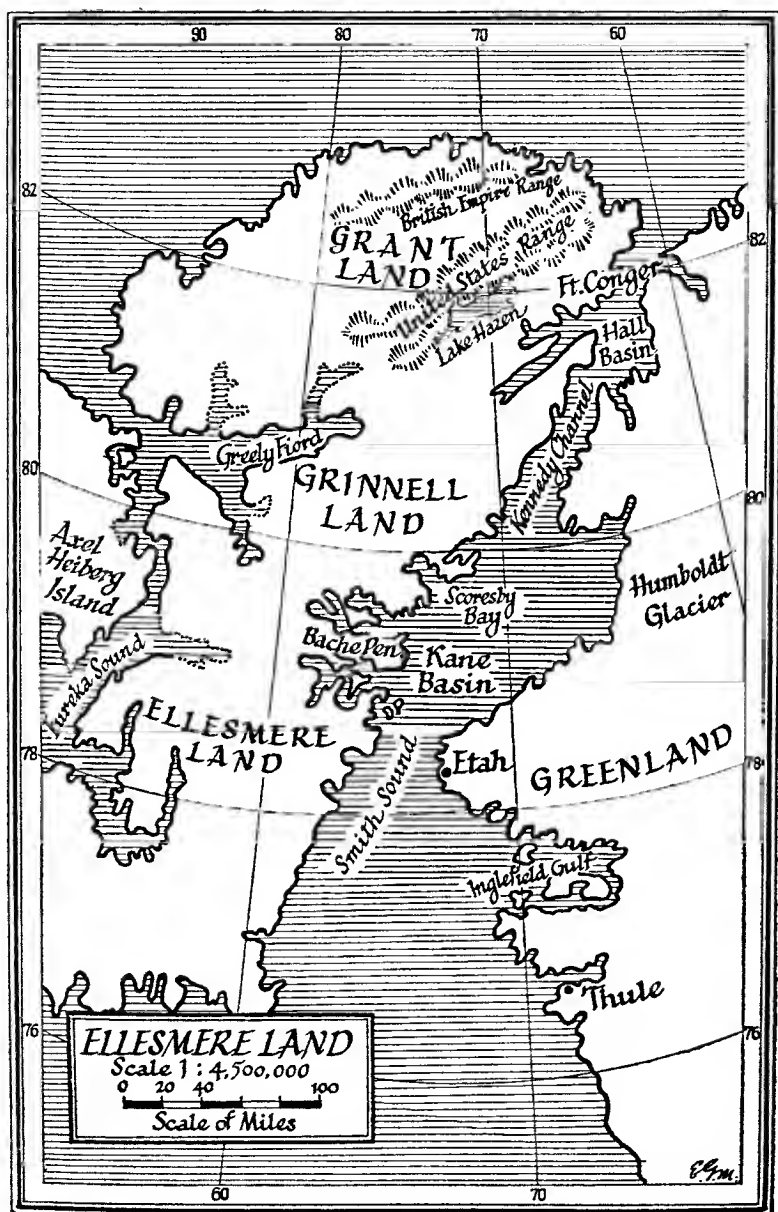 90 80 70 60
82
British Empire Range
GRANT
LAND
United States Range
82
Ft. Conger
Lake Hazen
Hall
Basin
Greely Fiord
Kennedy Channel
80
GRINNELL
LAND
80
Axel
Heiberg
Island
Scoresby
Bay
Humboldt
Glacier
Bache Pen.
Kane
Basin
Eureka Sound
ELLESMERE
LAND
DP
78
Smith Sound
Etah
GREENLAND
78
Inglefield Gulf
Thule
76
76
ELLESMERE LAND
Scale 1 : 4,500,000
0 20 40 60 100
Scale of Miles
E.G.M.
60 70